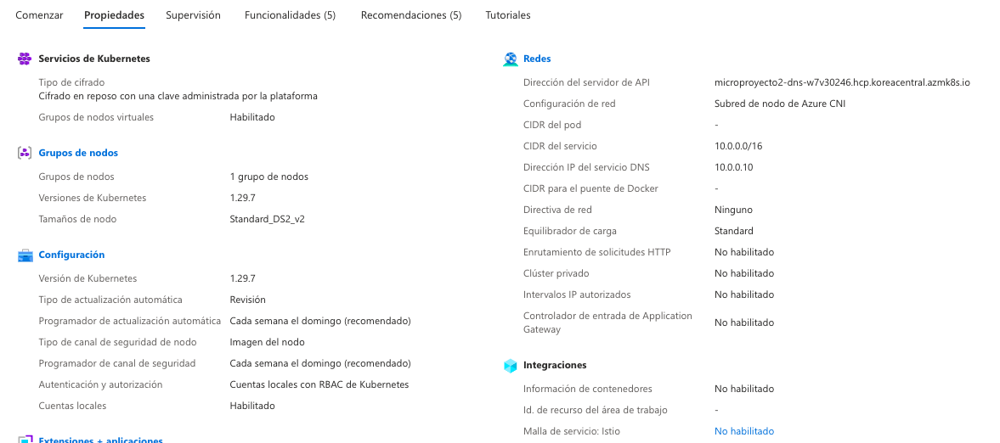 Comenzar Propiedades Supervisión Funcionalidades (5) Recomendaciones (5) Tutoriales
Servicios de Kubernetes
Tipo de cifrado
Cifrado en reposo con una clave administrada por la plataforma
Grupos de nodos virtuales Habilitado
Grupos de nodos
Grupos de nodos 1 grupo de nodos
Versiones de Kubernetes 1.29.7
Tamaños de nodo Standard_DS2_v2
Configuración
Versión de Kubernetes 1.29.7
Tipo de actualización automática Revisión
Programador de actualización automática Cada semana el domingo (recomendado)
Tipo de canal de seguridad de nodo Imagen del nodo
Programador de canal de seguridad Cada semana el domingo (recomendado)
Autenticación y autorización Cuentas locales con RBAC de Kubernetes
Cuentas locales Habilitado
Extensiones + aplicaciones
Redes
Dirección del servidor de API microproyecto2-dns-w7v30246.hcp.koreacentral.azmk8s.io
Configuración de red Subred de nodo de Azure CNI
CIDR del pod -
CIDR del servicio 10.0.0.0/16
Dirección IP del servicio DNS 10.0.0.10
CIDR para el puente de Docker -
Directiva de red Ninguno
Equilibrador de carga Standard
Enrutamiento de solicitudes HTTP No habilitado
Clúster privado No habilitado
Intervalos IP autorizados No habilitado
Controlador de entrada de Application
Gateway No habilitado
Integraciones
Información de contenedores No habilitado
Id. de recurso del área de trabajo -
Malla de servicio: Istio No habilitado